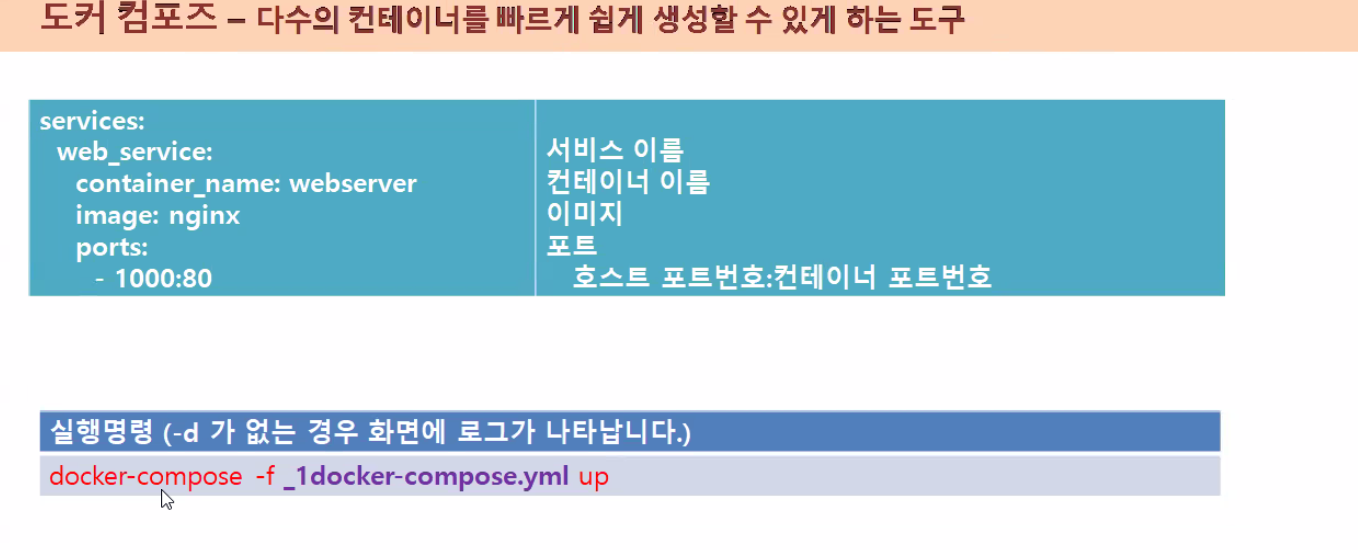 도커 컴포즈 – 다수의 컨테이너를 빠르게 쉽게 생성할 수 있게 하는 도구
services:
web_service:
container_name: webserver
image: nginx
ports:
- 1000:80
서비스 이름
컨테이너 이름
이미지
포트
호스트 포트번호:컨테이너 포트번호
실행명령 (-d 가 없는 경우 화면에 로그가 나타납니다.)
docker-compose -f _1docker-compose.yml up